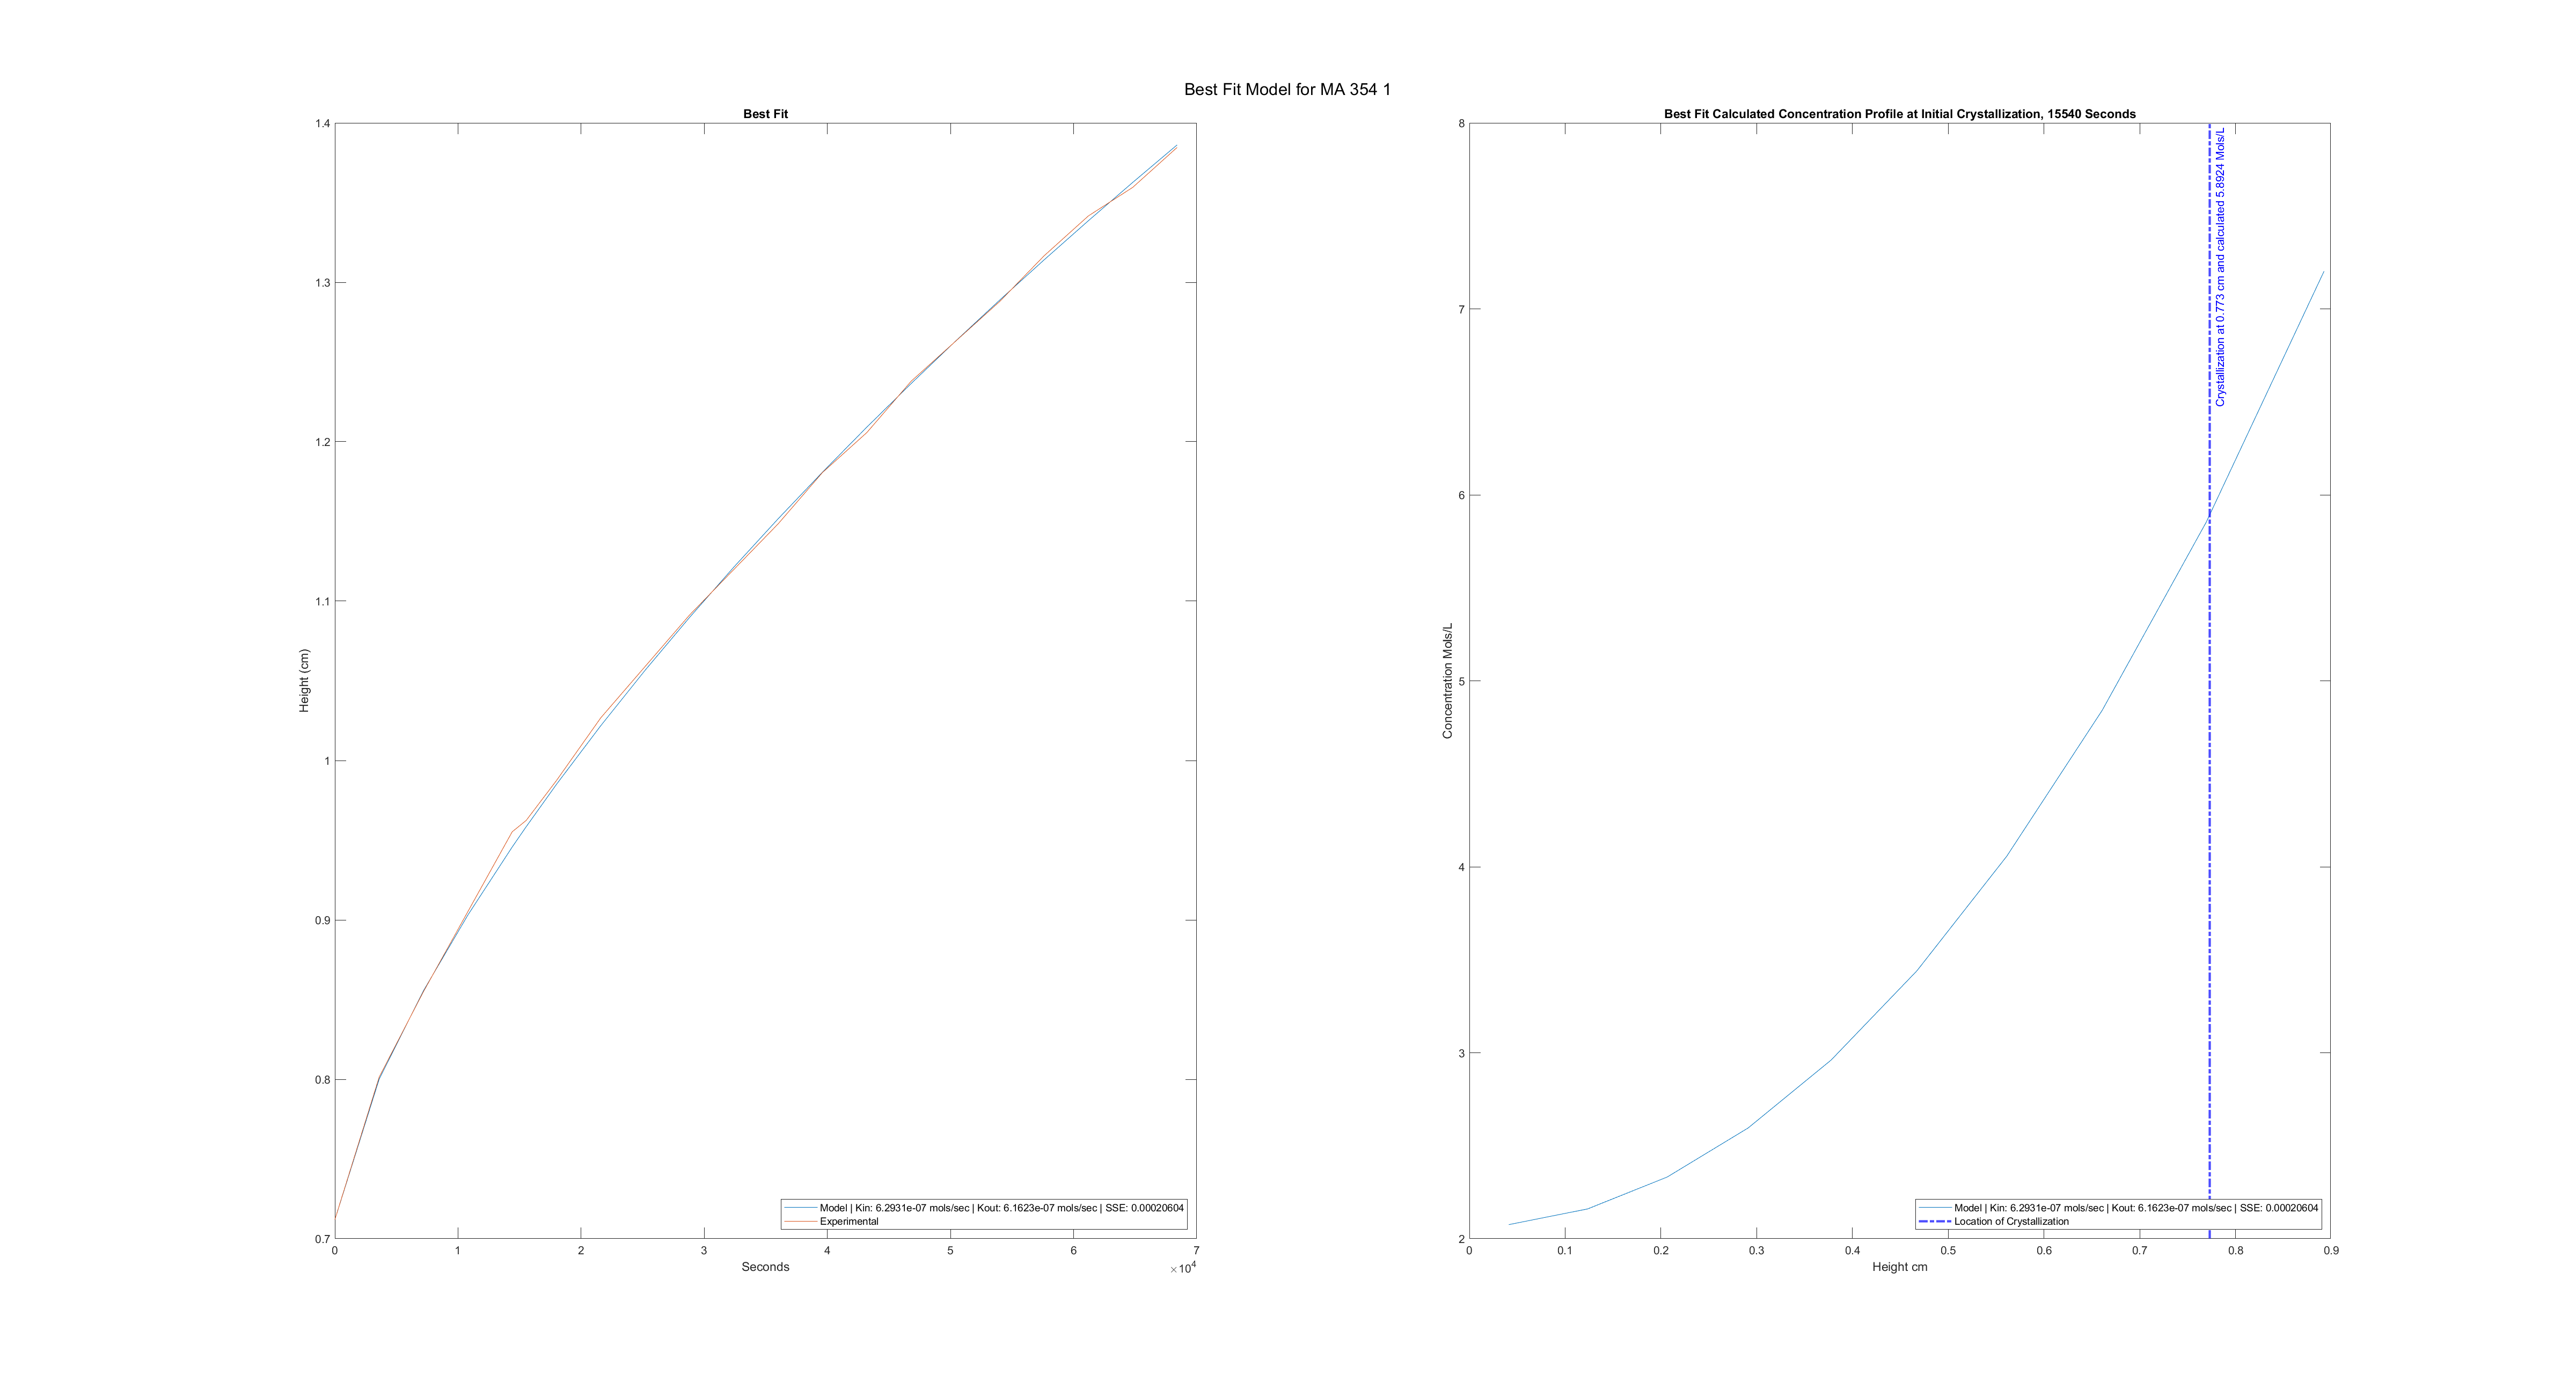 Best Fit Model for MA 354 1
Best Fit
1.4
1.3
1.2
1.1
1
0.9
0.8
0.7
Height (cm)
0 1 2 3 4 5 6 7
Seconds
×10^4
Model | Kin: 6.2931e-07 mols/sec | Kout: 6.1623e-07 mols/sec | SSE: 0.00020604
Experimental
Best Fit Calculated Concentration Profile at Initial Crystallization, 15540 Seconds
8
7
6
5
4
3
2
Concentration Mols/L
0 0.1 0.2 0.3 0.4 0.5 0.6 0.7 0.8 0.9
Height cm
Crystallization at 0.773 cm and calculated 5.8924 Mols/L
Model | Kin: 6.2931e-07 mols/sec | Kout: 6.1623e-07 mols/sec | SSE: 0.00020604
Location of Crystallization